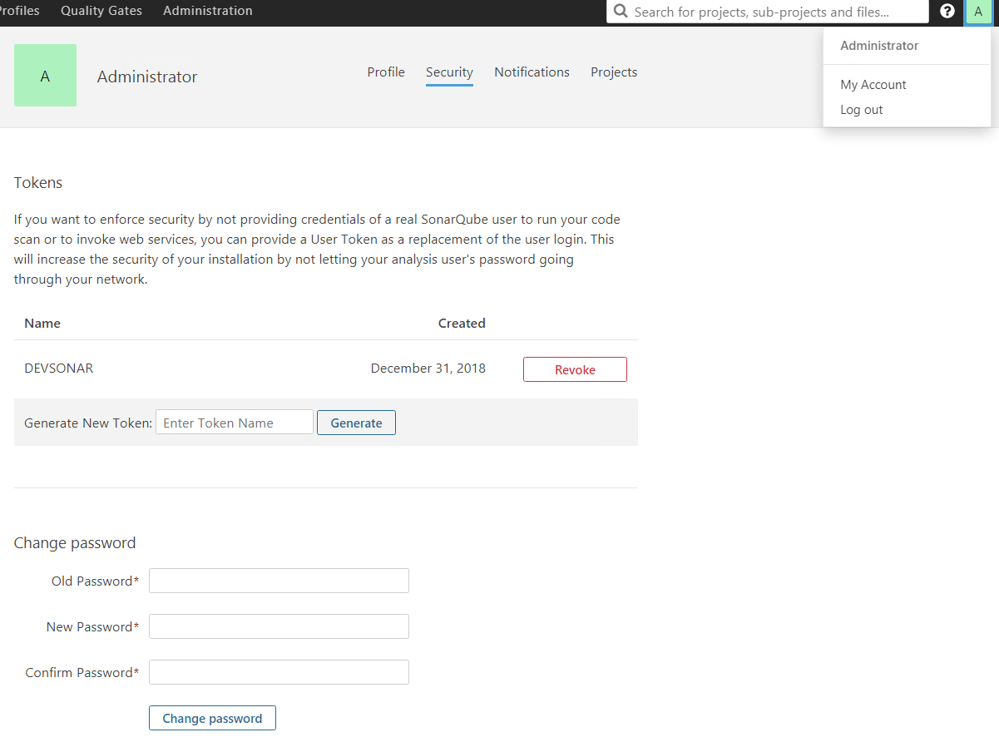 Profiles Quality Gates Administration Search for projects, sub-projects and files... ? A
Administrator
My Account
Log out
A Administrator Profile Security Notifications Projects
Tokens
If you want to enforce security by not providing credentials of a real SonarQube user to run your code
scan or to invoke web services, you can provide a User Token as a replacement of the user login. This
will increase the security of your installation by not letting your analysis user's password going
through your network.
Name Created
DEVSONAR December 31, 2018 Revoke
Generate New Token: Enter Token Name Generate
Change password
Old Password*
New Password*
Confirm Password*
Change password